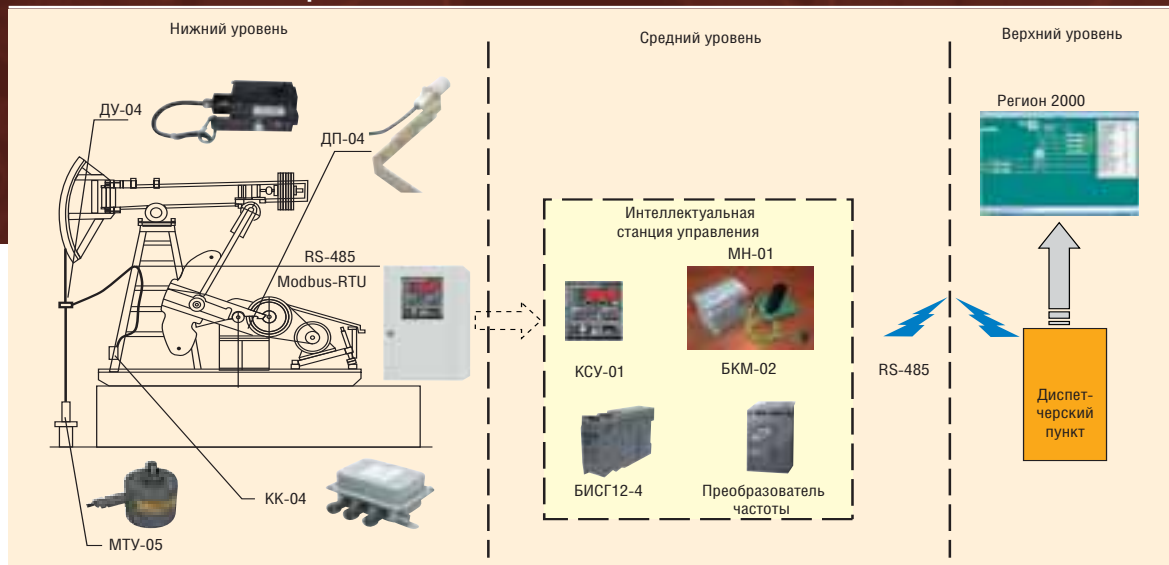 Нижний уровень
Средний уровень
Верхний уровень
ДУ-04
ДП-04
RS-485
Modbus-RTU
КК-04
МТУ-05
Интеллектуальная
станция управления
МН-01
КСУ-01
БКМ-02
БИСГ12-4
Преобразователь
частоты
RS-485
Регион 2000
Диспет-
черский
пункт